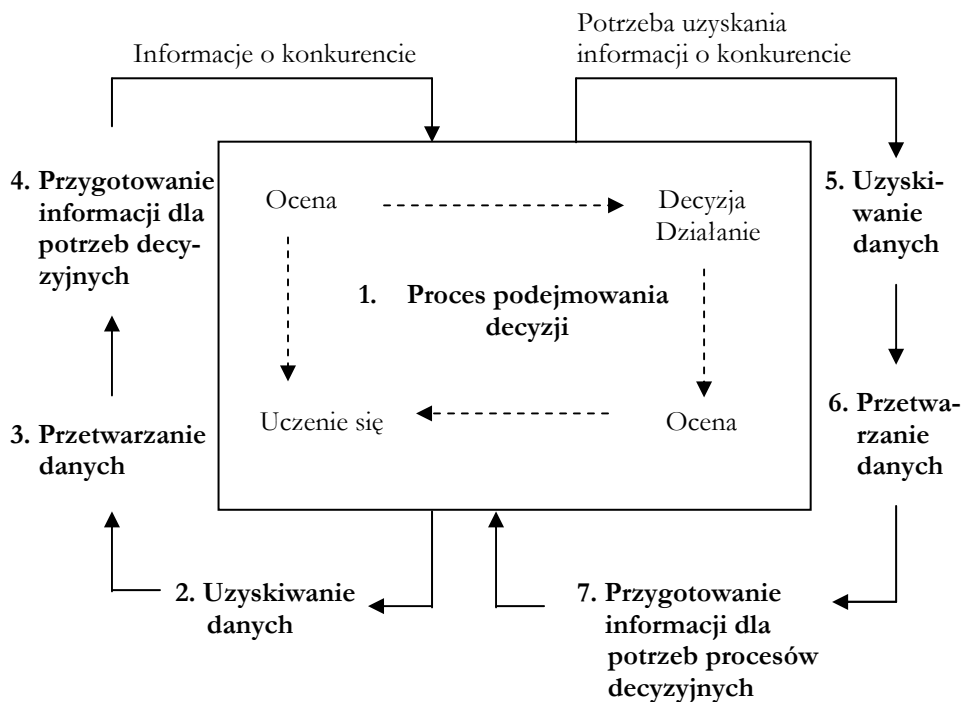 Informacje o konkurencie
Potrzeba uzyskania
informacji o konkurencie
4. Przygotowanie
informacji dla
potrzeb decy-
zyjnych
Ocena
Decyzja
Działanie
5. Uzyski-
wanie
danych
1. Proces podejmowania
decyzji
3. Przetwarzanie
danych
Uczenie się
Ocena
6. Przetwa-
rzanie
danych
2. Uzyskiwanie
danych
7. Przygotowanie
informacji dla
potrzeb procesów
decyzyjnych